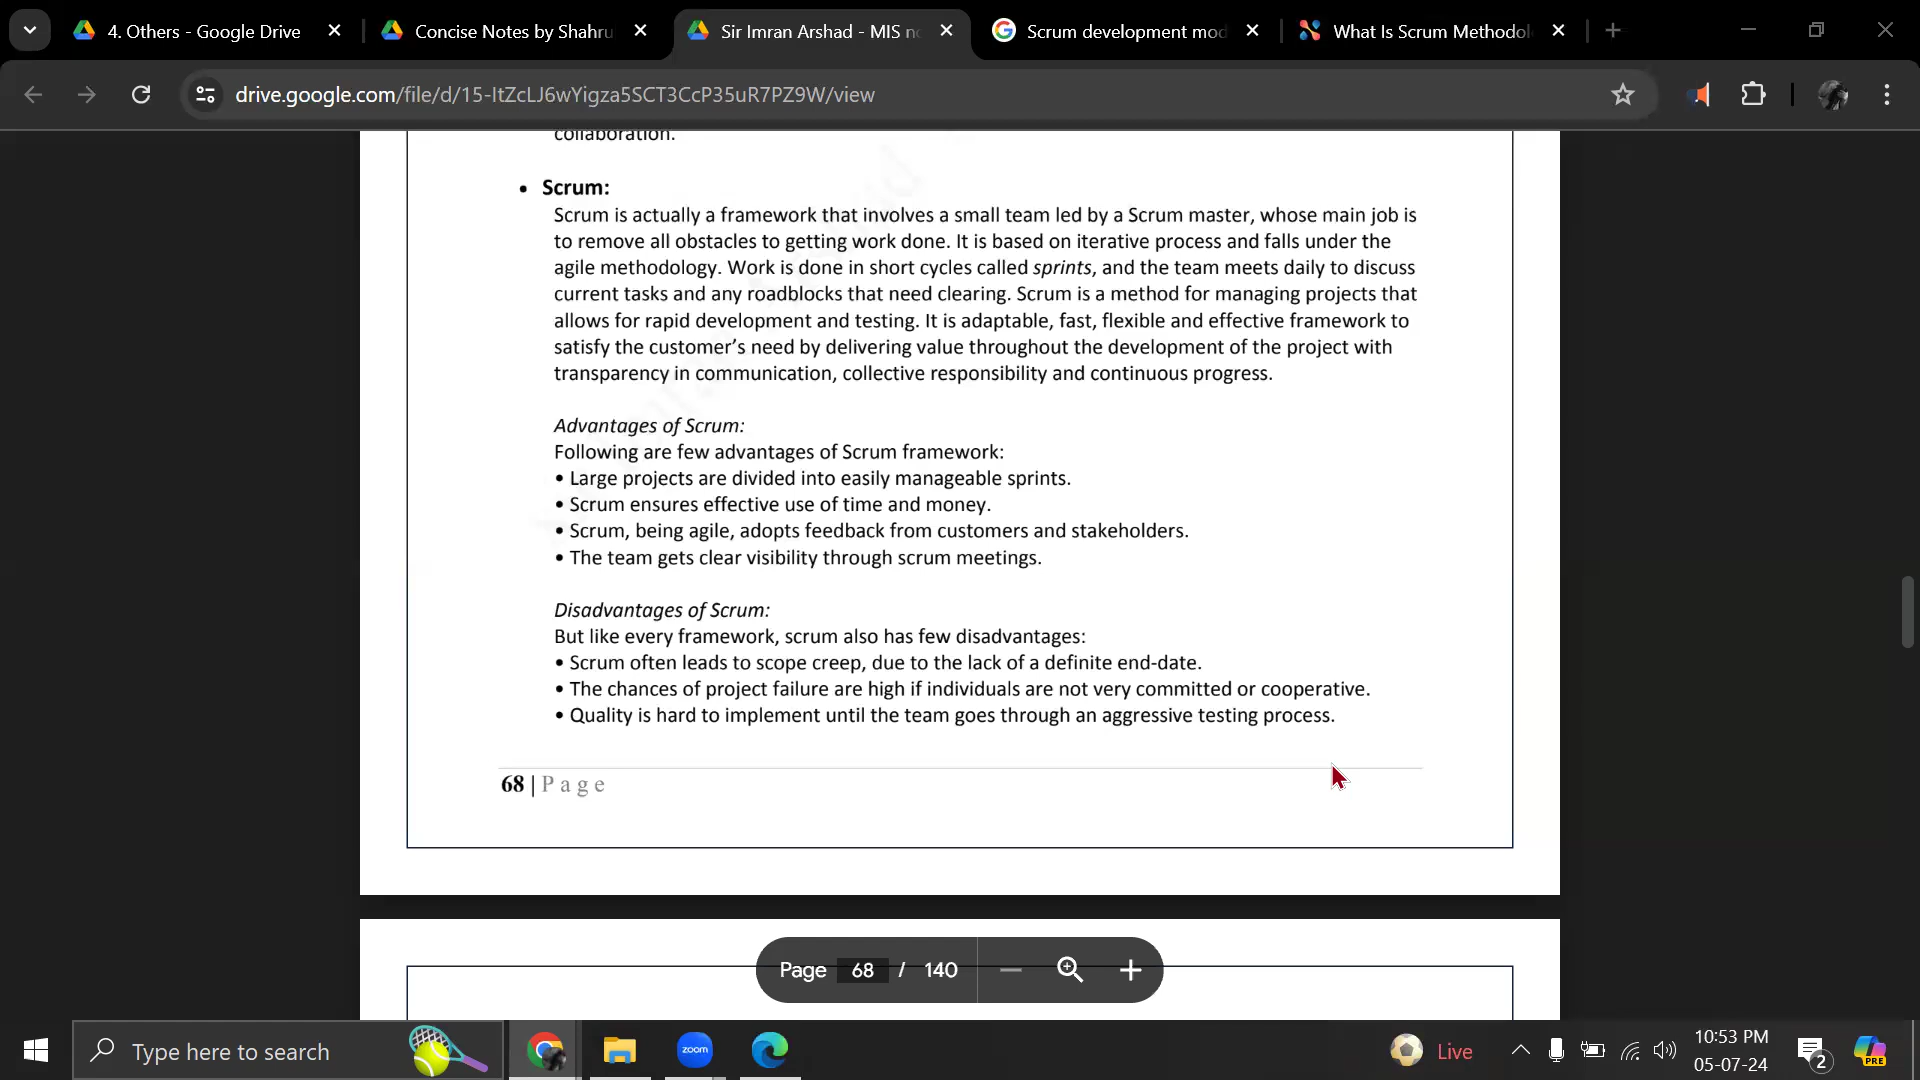 4. Others - Google Drive
Concise Notes by Shahru
Sir Imran Arshad - MIS no
Scrum development mod
What Is Scrum Methodol
drive.google.com/file/d/15-ItZcLJ6wYigza5SCT3CcP35uR7PZ9W/view
collaboration.
• Scrum:
Scrum is actually a framework that involves a small team led by a Scrum master, whose main job is
to remove all obstacles to getting work done. It is based on iterative process and falls under the
agile methodology. Work is done in short cycles called sprints, and the team meets daily to discuss
current tasks and any roadblocks that need clearing. Scrum is a method for managing projects that
allows for rapid development and testing. It is adaptable, fast, flexible and effective framework to
satisfy the customer’s need by delivering value throughout the development of the project with
transparency in communication, collective responsibility and continuous progress.
Advantages of Scrum:
Following are few advantages of Scrum framework:
• Large projects are divided into easily manageable sprints.
• Scrum ensures effective use of time and money.
• Scrum, being agile, adopts feedback from customers and stakeholders.
• The team gets clear visibility through scrum meetings.
Disadvantages of Scrum:
But like every framework, scrum also has few disadvantages:
• Scrum often leads to scope creep, due to the lack of a definite end-date.
• The chances of project failure are high if individuals are not very committed or cooperative.
• Quality is hard to implement until the team goes through an aggressive testing process.
68 | Page
Page 68 / 140
Type here to search
zoom
Live
10:53 PM
05-07-24
2
PRE